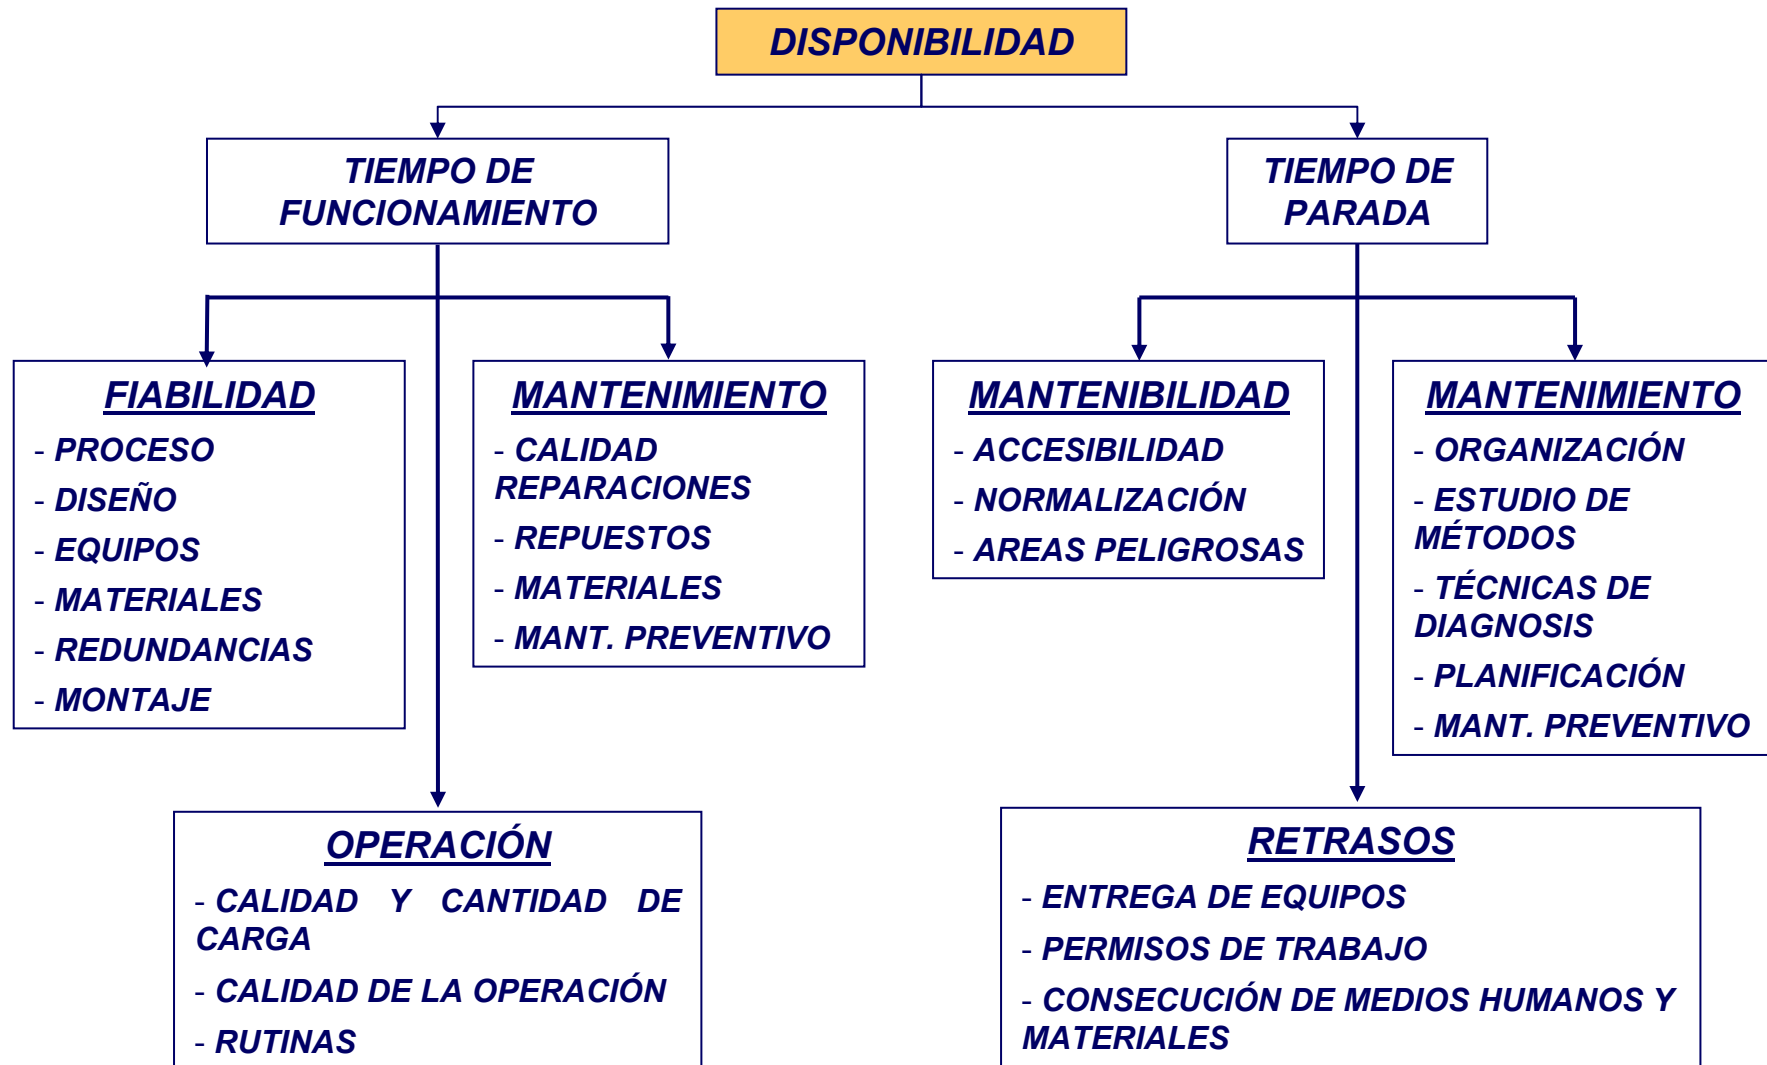 DISPONIBILIDAD
TIEMPO DE
FUNCIONAMIENTO
TIEMPO DE
PARADA
FIABILIDAD
- PROCESO
- DISEÑO
- EQUIPOS
- MATERIALES
- REDUNDANCIAS
- MONTAJE
MANTENIMIENTO
- CALIDAD
REPARACIONES
- REPUESTOS
- MATERIALES
- MANT. PREVENTIVO
MANTENIBILIDAD
- ACCESIBILIDAD
- NORMALIZACIÓN
- AREAS PELIGROSAS
MANTENIMIENTO
- ORGANIZACIÓN
- ESTUDIO DE
MÉTODOS
- TÉCNICAS DE
DIAGNOSIS
- PLANIFICACIÓN
- MANT. PREVENTIVO
OPERACIÓN
- CALIDAD Y CANTIDAD DE
CARGA
- CALIDAD DE LA OPERACIÓN
- RUTINAS
RETRASOS
- ENTREGA DE EQUIPOS
- PERMISOS DE TRABAJO
- CONSECUCIÓN DE MEDIOS HUMANOS Y
MATERIALES